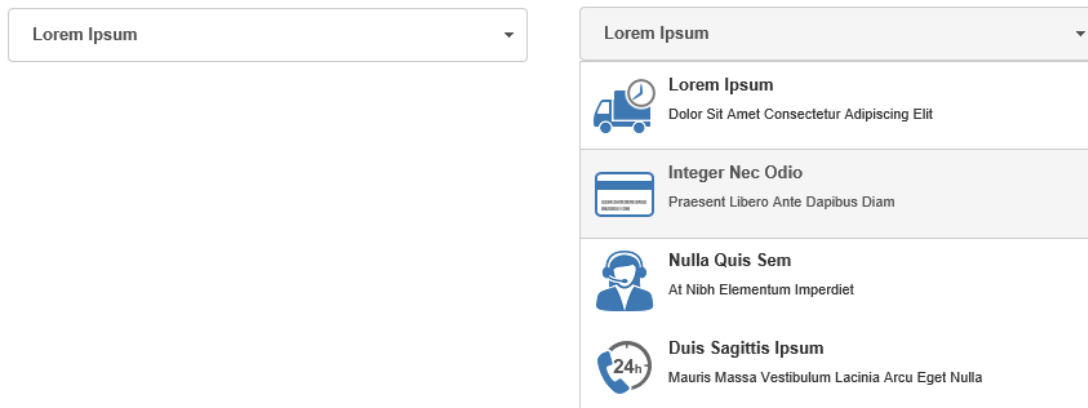 Lorem Ipsum
Lorem Ipsum
Lorem Ipsum
Dolor Sit Amet Consectetur Adipiscing Elit
Integer Nec Odio
Praesent Libero Ante Dapibus Diam
Nulla Quis Sem
At Nibh Elementum Imperdiet
Duis Sagittis Ipsum
24h
Mauris Massa Vestibulum Lacinia Arcu Eget Nulla